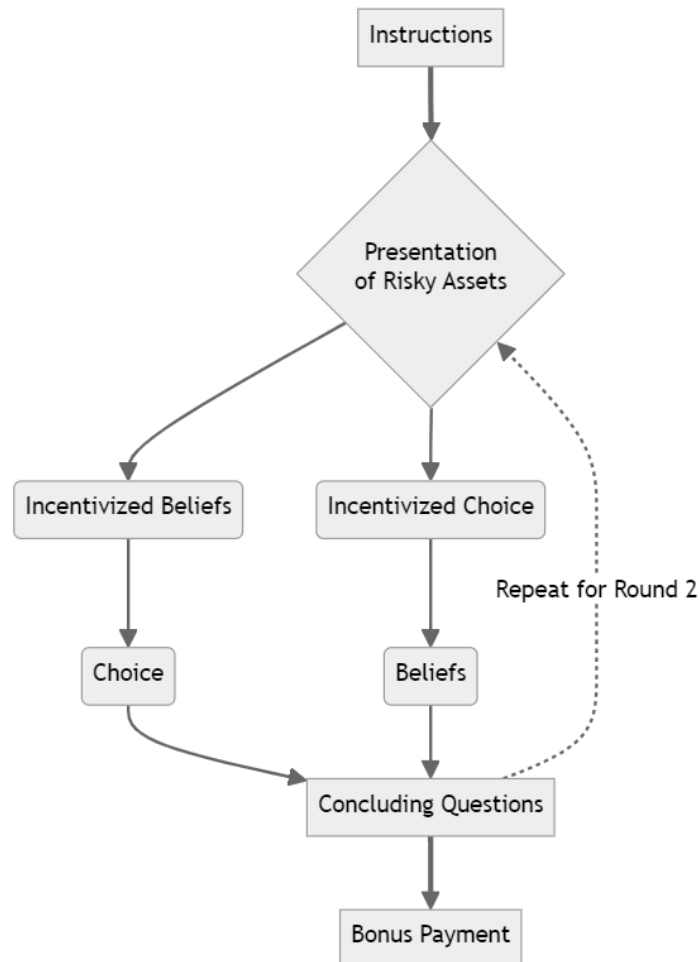 Instructions
Presentation
of Risky Assets
Incentivized Beliefs
Incentivized Choice
Repeat for Round 2
Choice
Beliefs
Concluding Questions
Bonus Payment